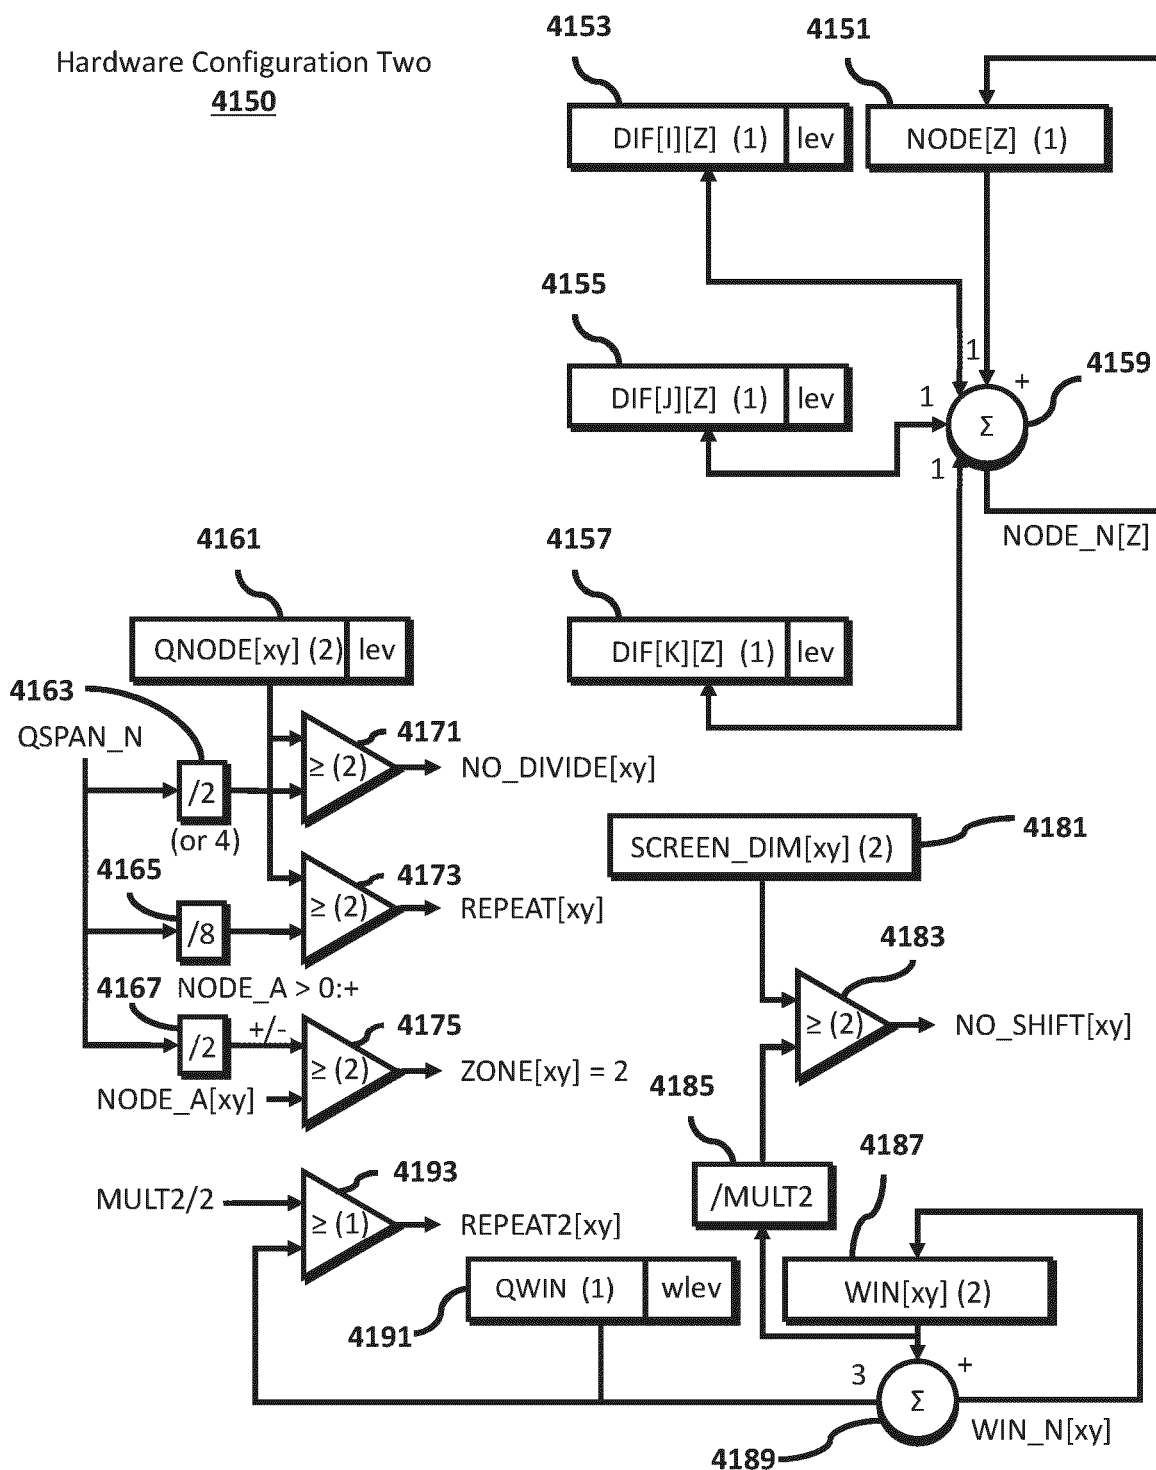 Hardware Configuration Two
4150
4153
4151
DIF[I][Z] (1)
lev
NODE[Z] (1)
4155
DIF[J][Z] (1)
lev
1
1
1
+
4159
Σ
NODE_N[Z]
4161
4157
QNODE[xy] (2)
lev
DIF[K][Z] (1)
lev
4163
QSPAN_N
/2
(or 4)
4171
≥ (2)
NO_DIVIDE[xy]
4165
/8
4173
≥ (2)
REPEAT[xy]
4167
NODE_A > 0:+
/2
+/-
4175
≥ (2)
ZONE[xy] = 2
NODE_A[xy]
SCREEN_DIM[xy] (2)
4181
4183
≥ (2)
NO_SHIFT[xy]
4185
/MULT2
4187
WIN[xy] (2)
MULT2/2
4193
≥ (1)
REPEAT2[xy]
QWIN (1)
wlev
4191
3
+
Σ
WIN_N[xy]
4189